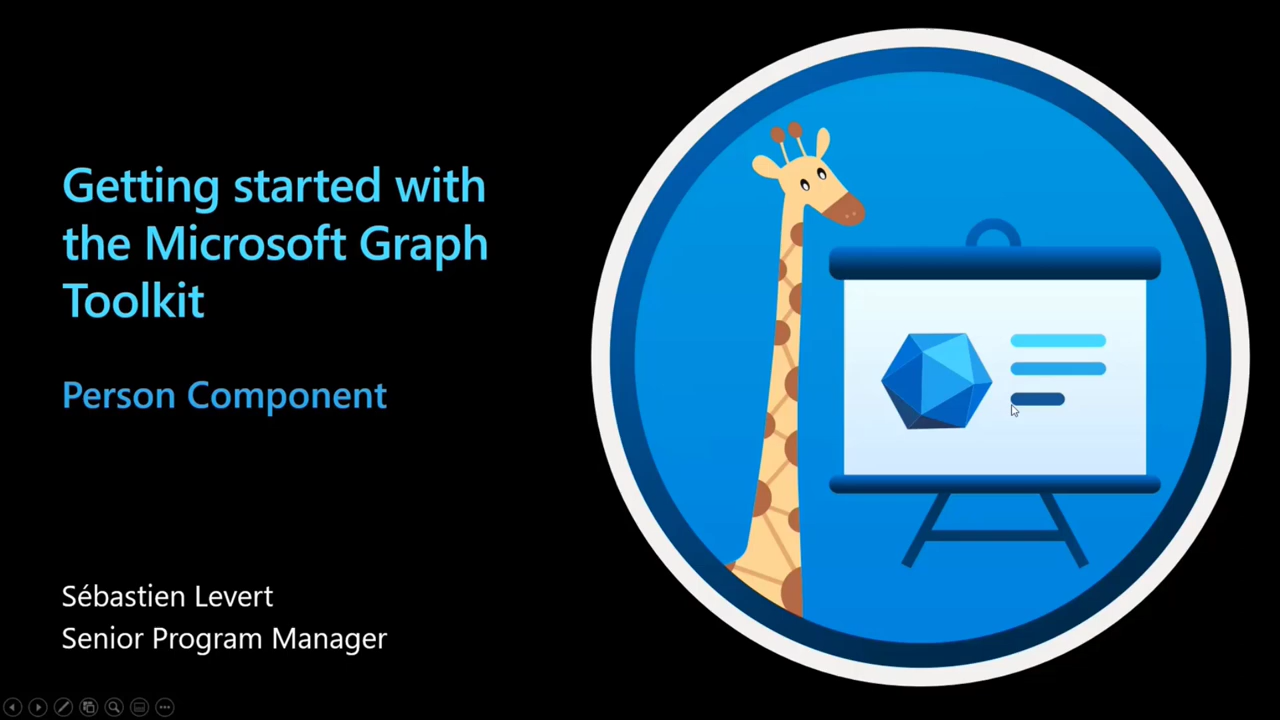 Getting started with
the Microsoft Graph
Toolkit
Person Component
Sébastien Levert
Senior Program Manager